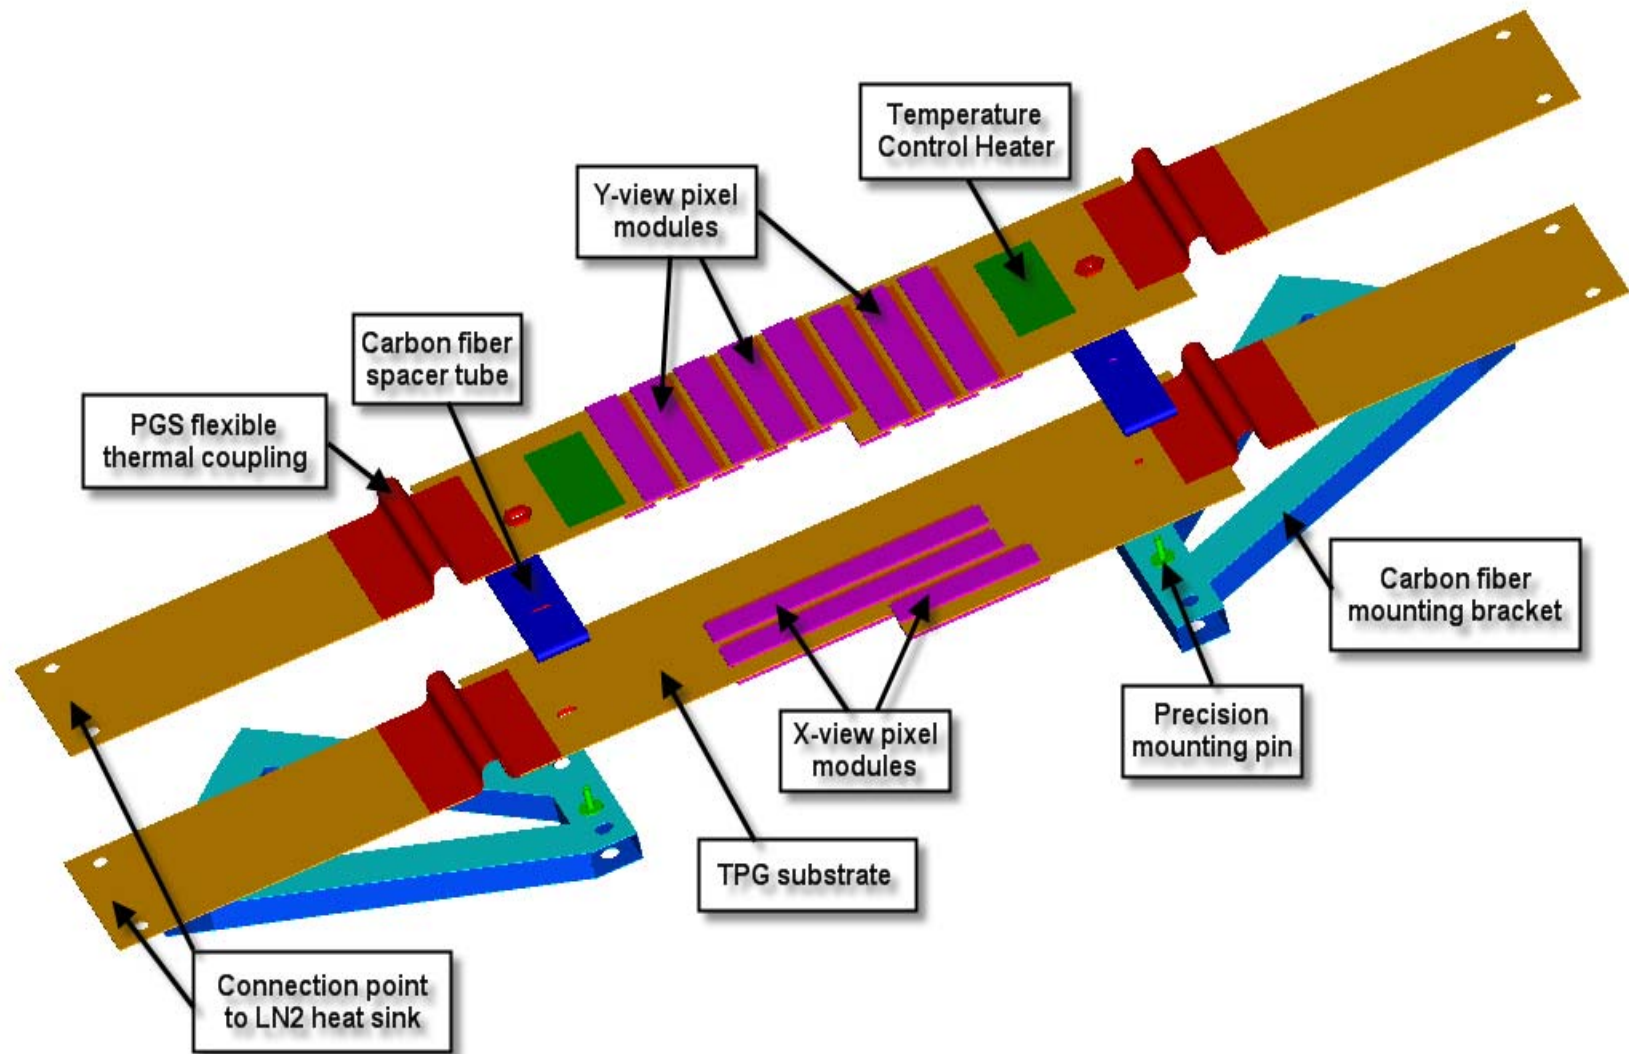 Temperature
Control Heater
Y-view pixel
modules
Carbon fiber
spacer tube
PGS flexible
thermal coupling
Carbon fiber
mounting bracket
Precision
mounting pin
X-view pixel
modules
TPG substrate
Connection point
to LN2 heat sink